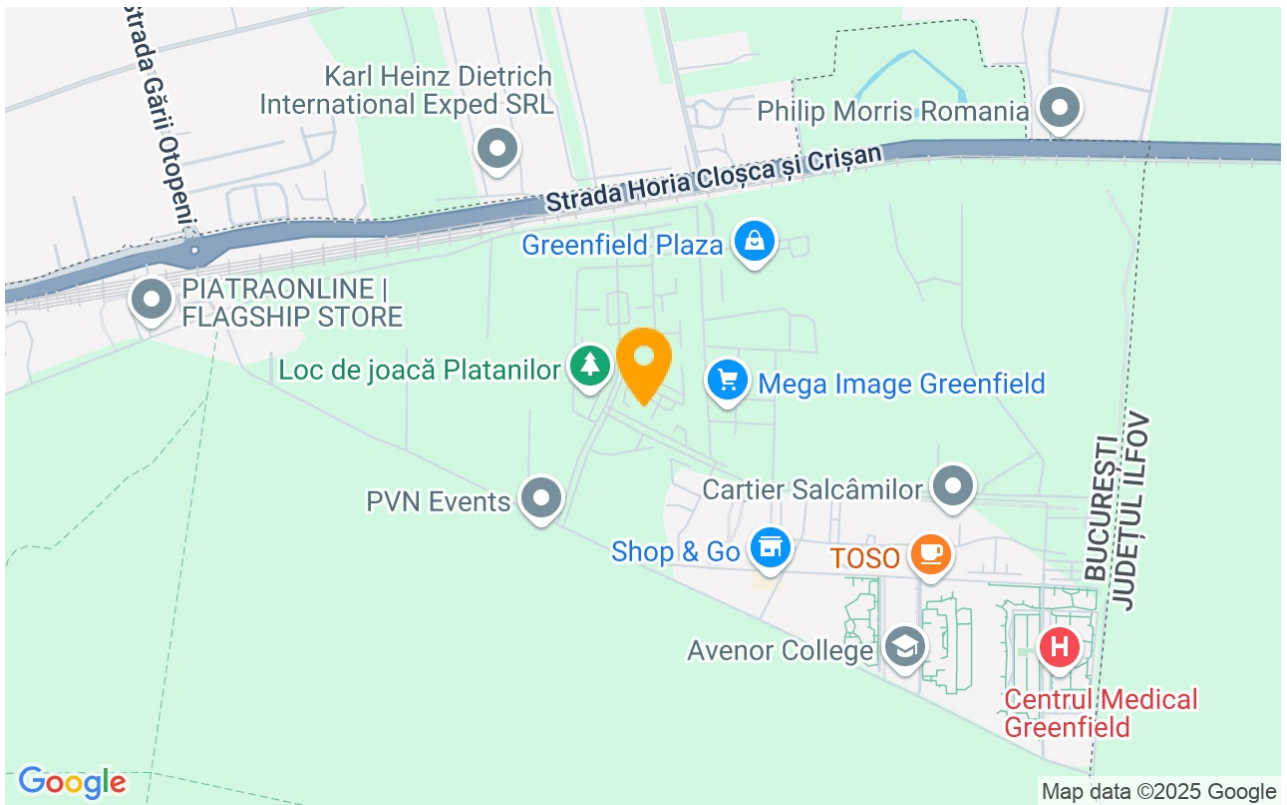 Strada Gării Otopeni
Karl Heinz Dietrich
International Exped SRL
Philip Morris Romania
Strada Horia Cloșca și Crișan
Greenfield Plaza
PIATRAONLINE |
FLAGSHIP STORE
Loc de joacă Platanilor
Mega Image Greenfield
PVN Events
Cartier Salcâmilor
BUCUREȘTI
JUDEȚUL ILFOV
Shop & Go
TOSO
Avenor College
H
Centrul Medical
Greenfield
Google
Map data ©2025 Google